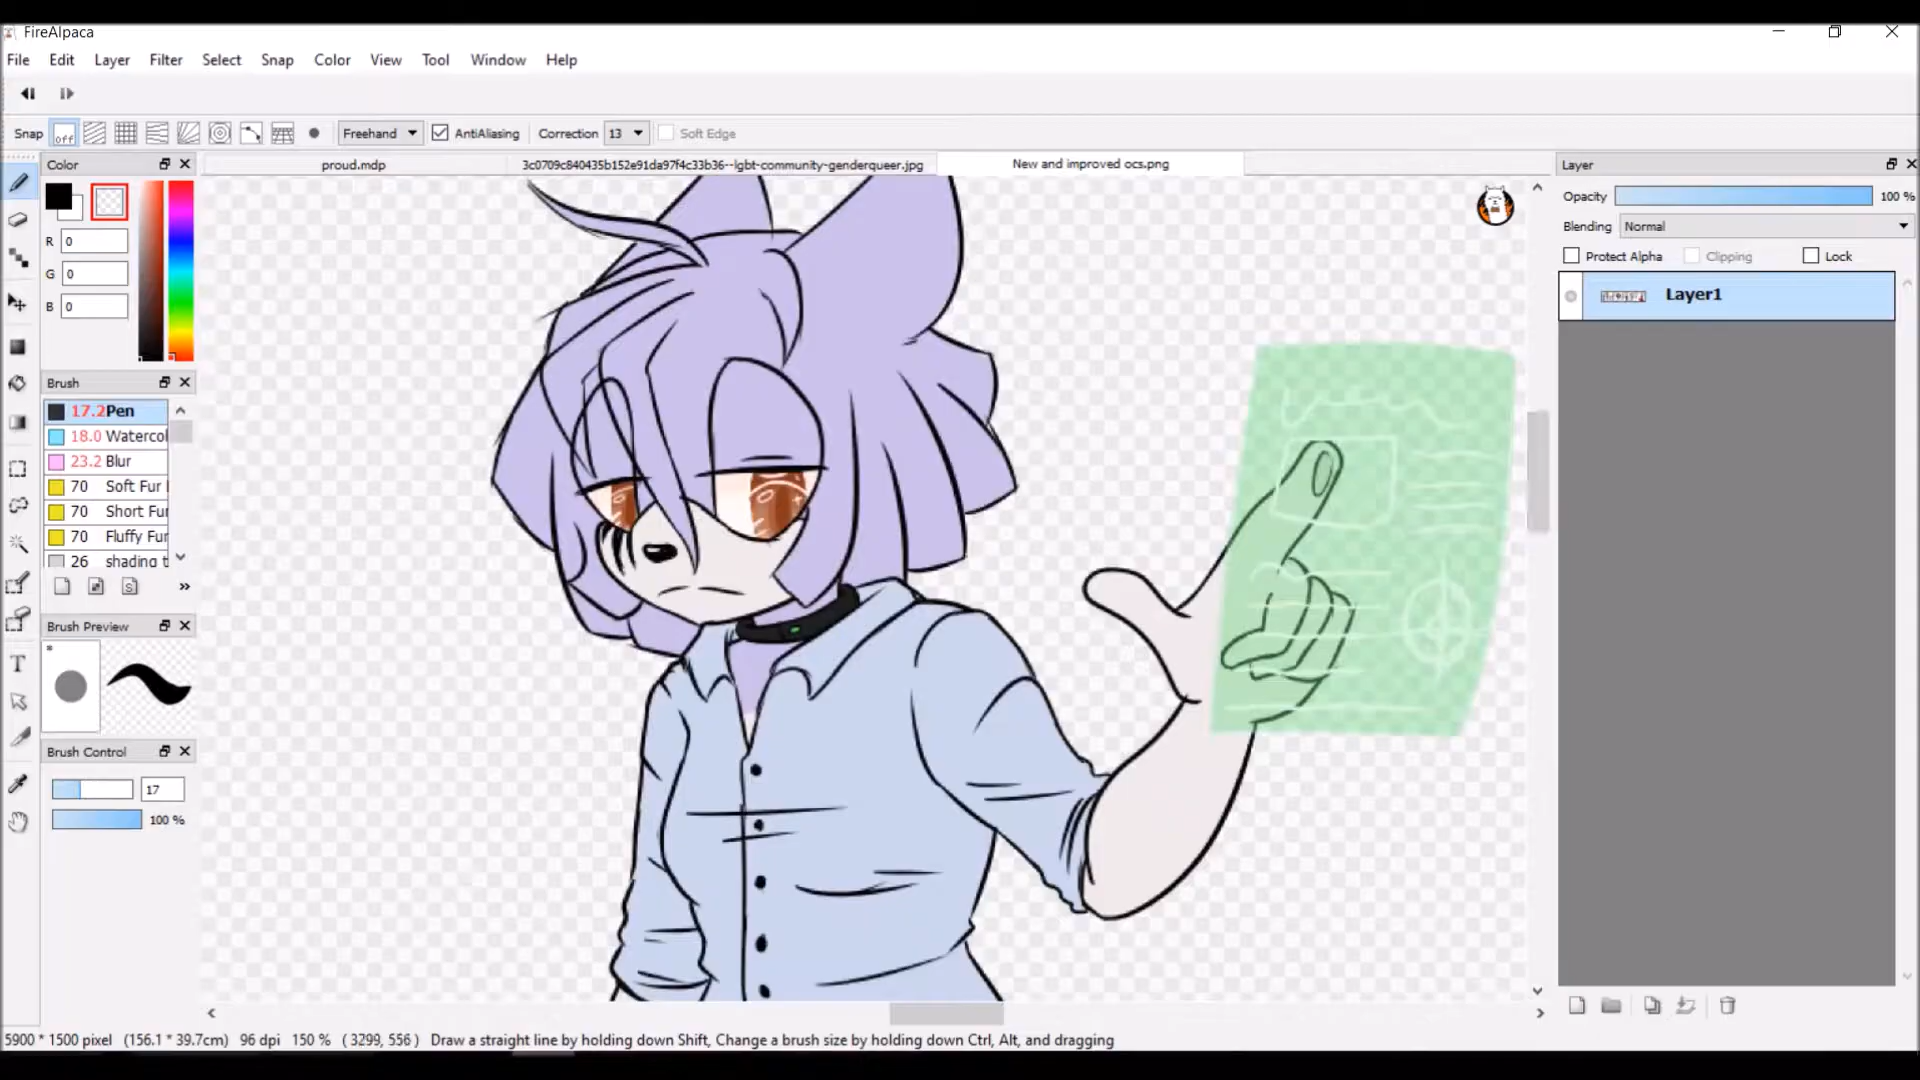 FireAlpaca
File Edit Layer Filter Select Snap Color View Tool Window Help
Snap off Freehand AntiAliasing Correction 13 Soft Edge
Color proud.mdp 3c0709c840435b152e91da97f4c33b36--lgbt-community-genderqueer.jpg New and improved ocs.png Layer
Opacity 100 %
Blending Normal
Protect Alpha Clipping Lock
Layer1
R 0
G 0
B 0
Brush
17.2 Pen
18.0 Watercol
23.2 Blur
70 Soft Fur
70 Short Fur
70 Fluffy Fur
26 shading t
S
Brush Preview
T
Brush Control
17
100 %
5900 * 1500 pixel (156.1 * 39.7cm) 96 dpi 150 % ( 3299, 556 ) Draw a straight line by holding down Shift, Change a brush size by holding down Ctrl, Alt, and dragging